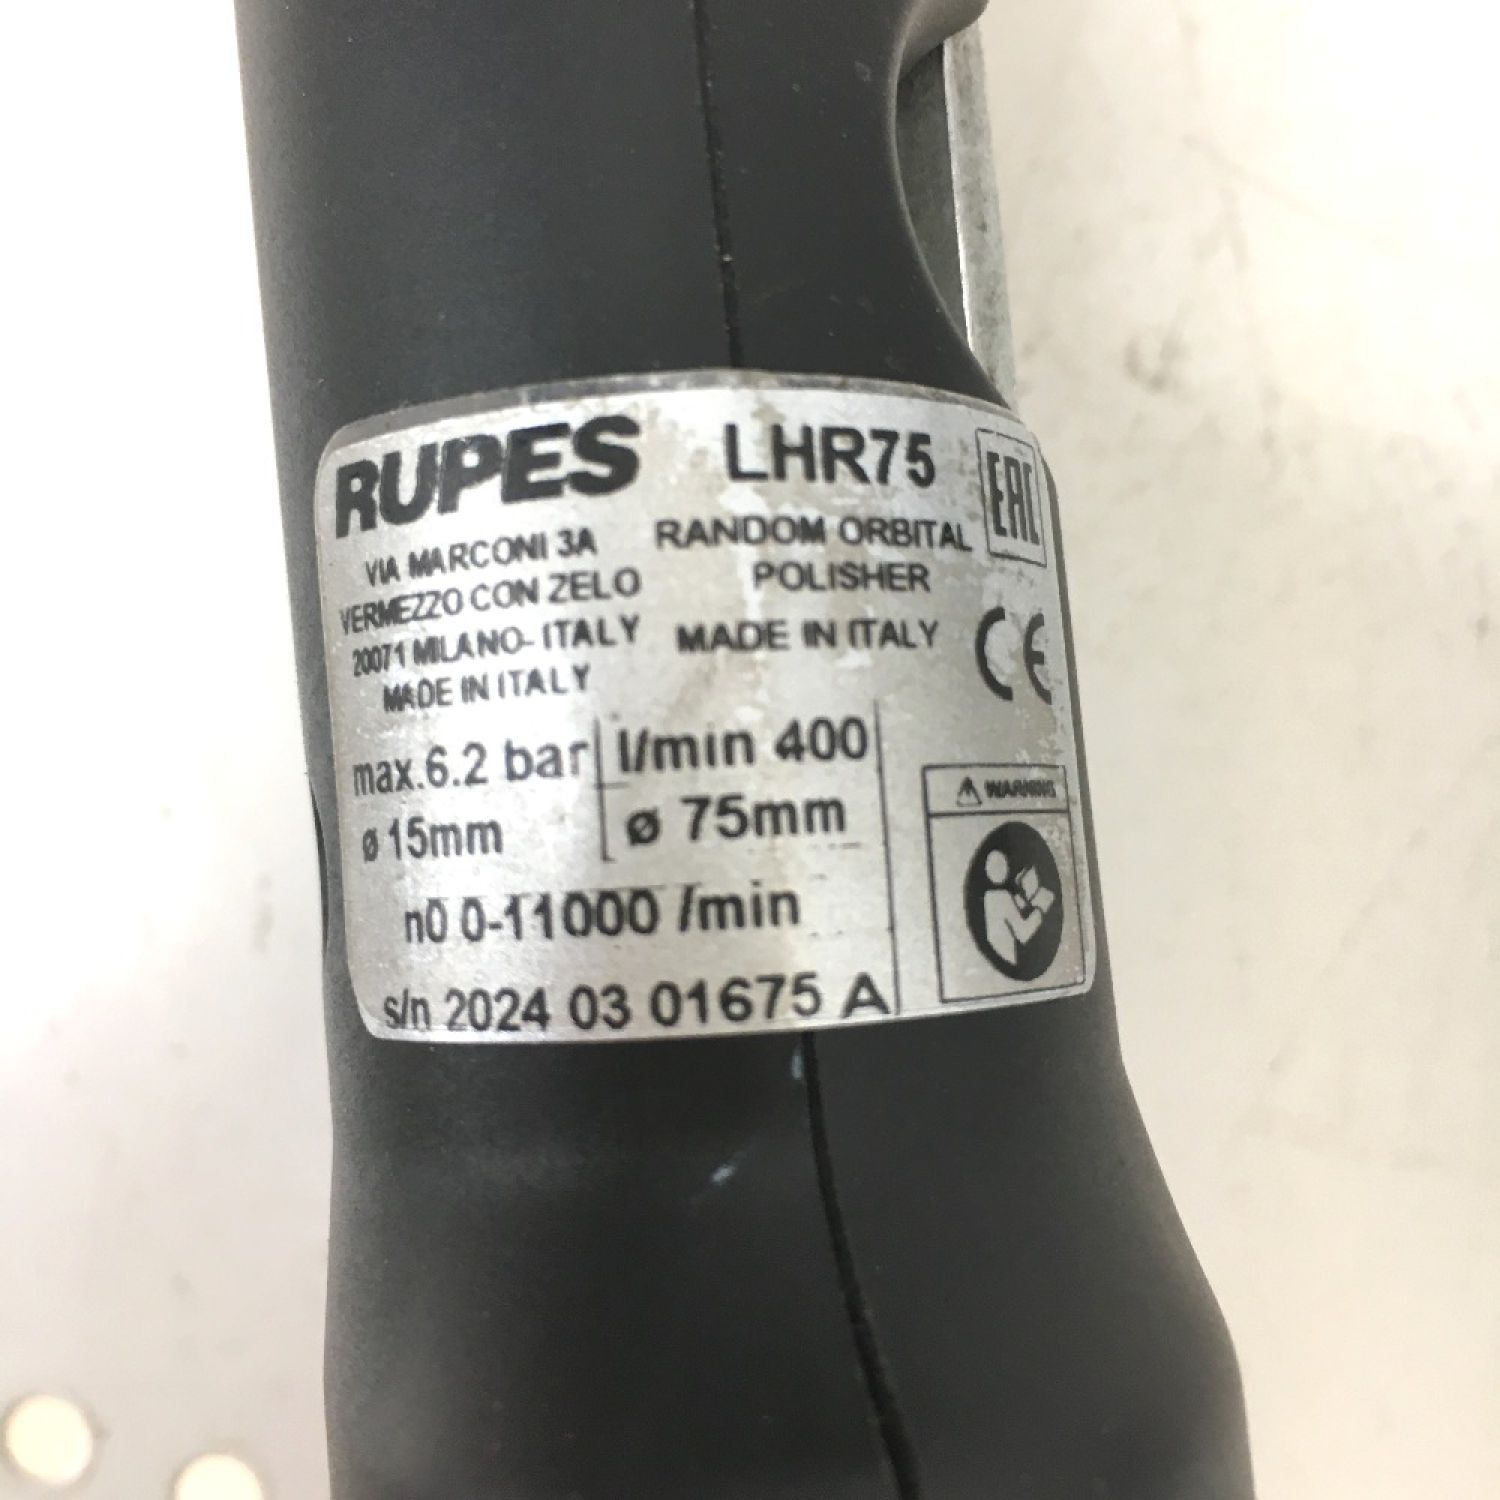 RUPES LHR75
EAC
VIA MARCONI 3A
VERMEZZO CON ZELO
20071 MILANO- ITALY
MADE IN ITALY
RANDOM ORBITAL
POLISHER
MADE IN ITALY
CE
max.6.2 bar l/min 400
ø 15mm ø 75mm
n0 0-11000 /min
s/n 2024 03 01675 A
WARNING